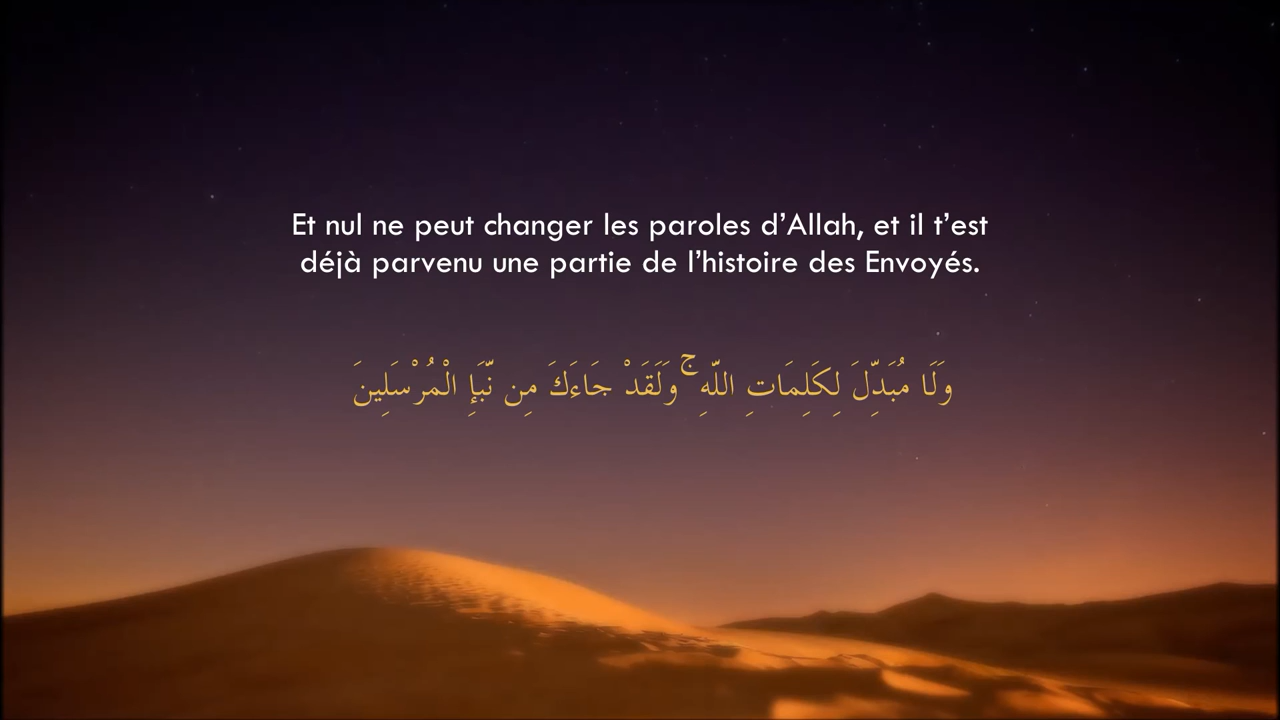 Et nul ne peut changer les paroles d’Allah, et il t’est
déjà parvenu une partie de l’histoire des Envoyés.
وَلَا مُبَدِّلَ لِكَلِمَاتِ اللَّهِ ۚ وَلَقَدْ جَاءَكَ مِن نَّبَإِ الْمُرْسَلِينَ